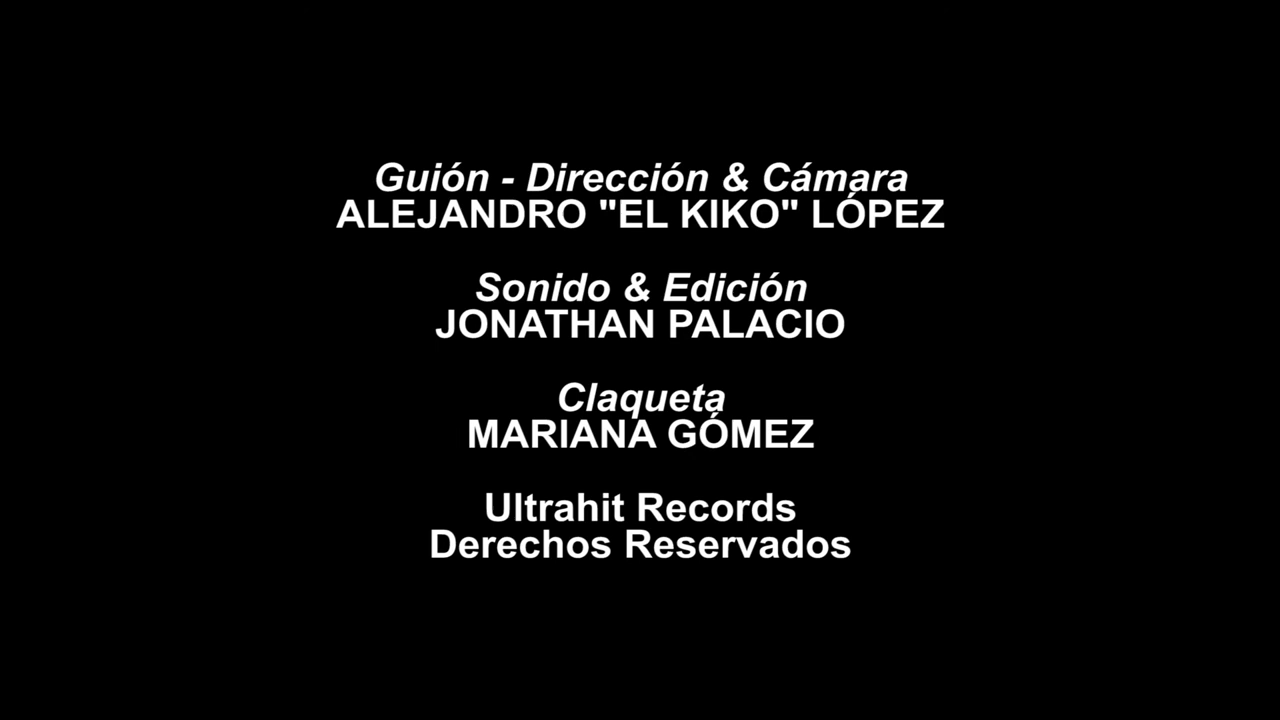 Guión - Dirección & Cámara
ALEJANDRO "EL KIKO" LÓPEZ
Sonido & Edición
JONATHAN PALACIO
Claqueta
MARIANA GÓMEZ
Ultrahit Records
Derechos Reservados